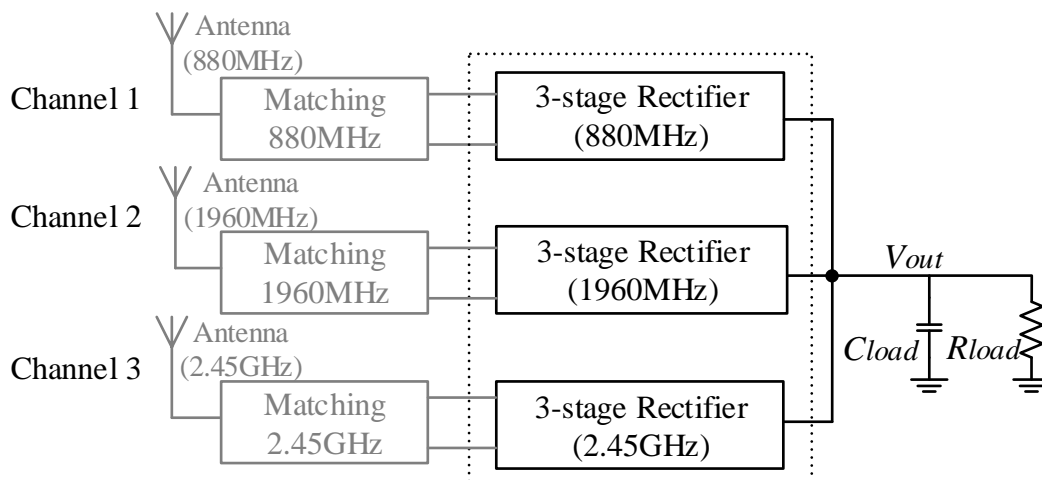 Antenna
(880MHz)
Channel 1
Matching
880MHz
3-stage Rectifier
(880MHz)
Antenna
(1960MHz)
Channel 2
Matching
1960MHz
3-stage Rectifier
(1960MHz)
Vout
Cload
Rload
Antenna
(2.45GHz)
Channel 3
Matching
2.45GHz
3-stage Rectifier
(2.45GHz)